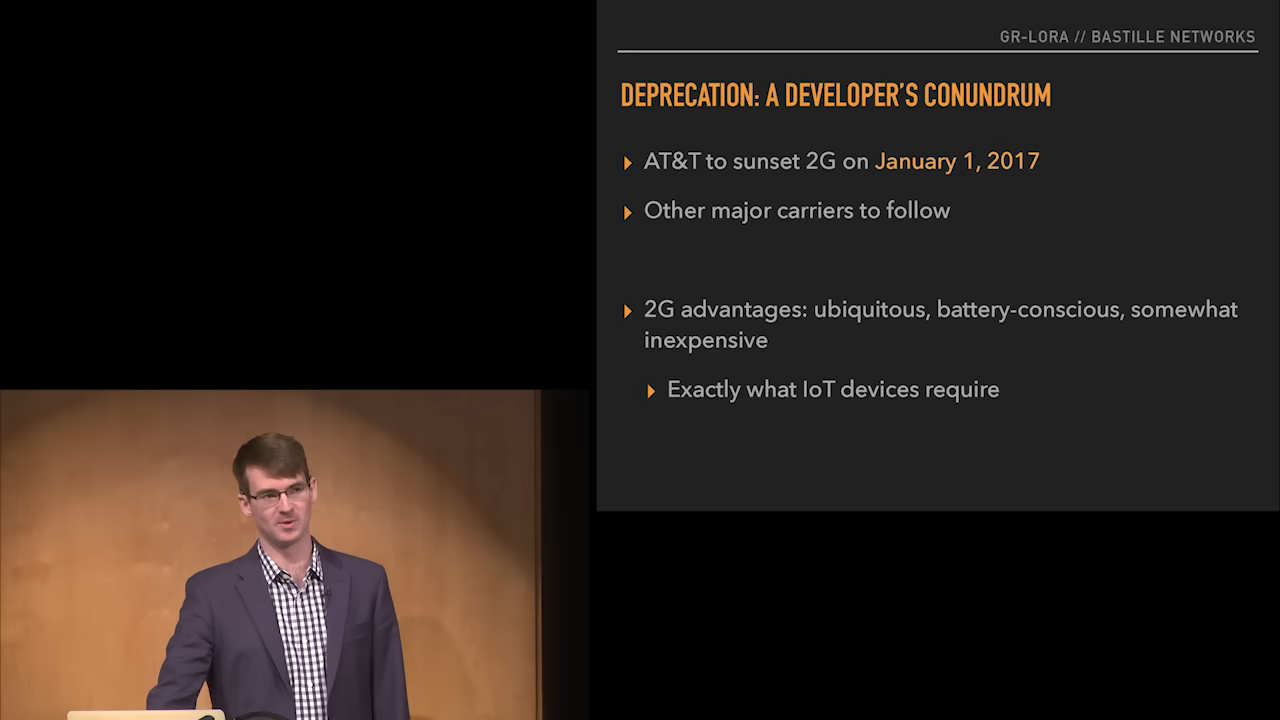 GR-LORA // BASTILLE NETWORKS
DEPRECATION: A DEVELOPER'S CONUNDRUM
AT&T to sunset 2G on January 1, 2017
Other major carriers to follow
2G advantages: ubiquitous, battery-conscious, somewhat
inexpensive
Exactly what IoT devices require